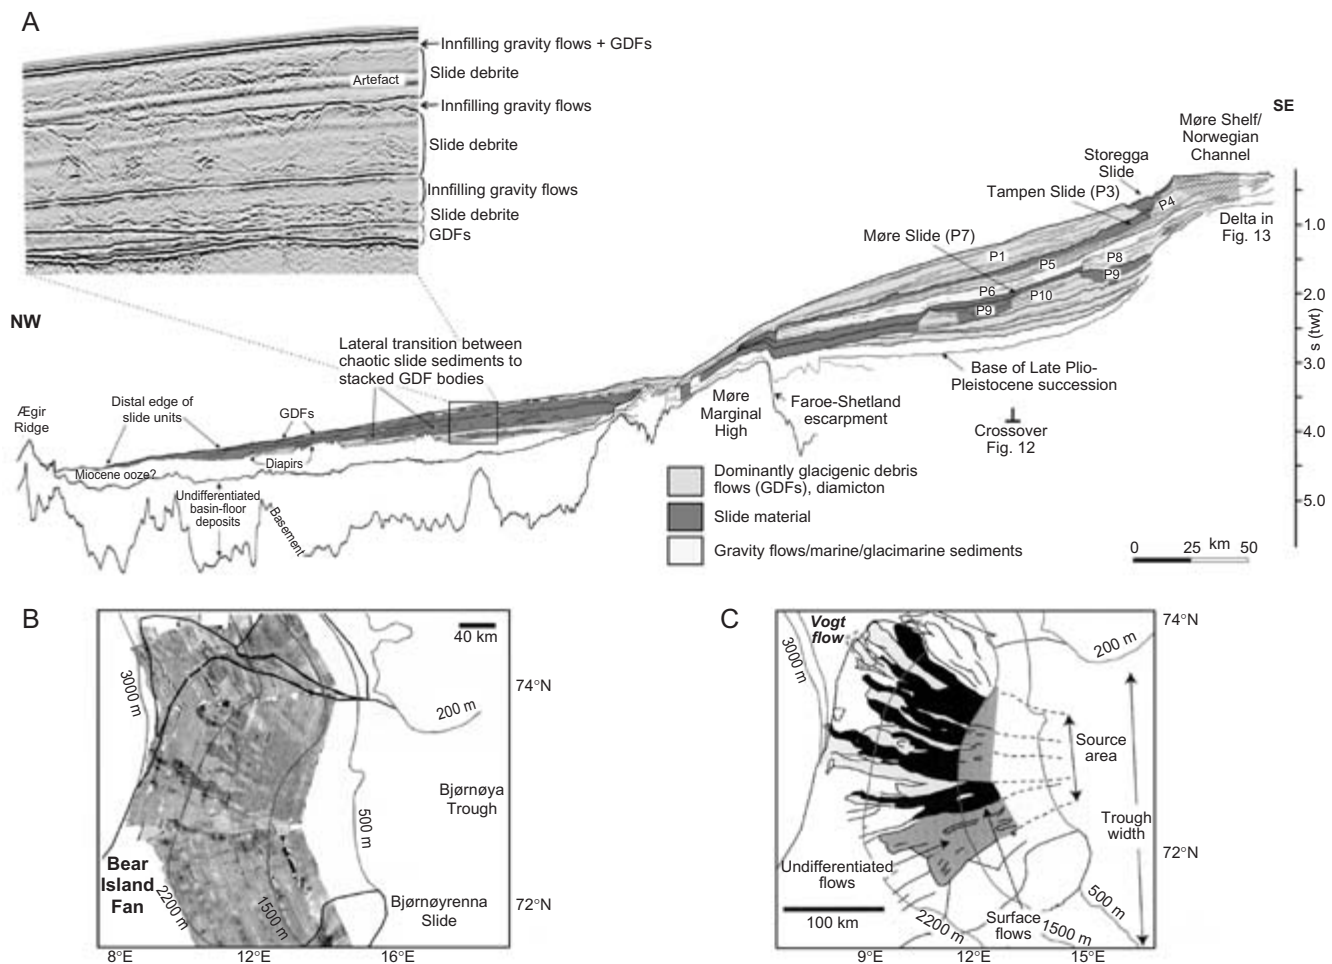 A
Innfilling gravity flows + GDFs
Slide debrite
Artefact
Innfilling gravity flows
Slide debrite
Innfilling gravity flows
Slide debrite
GDFs
SE
Møre Shelf/
Norwegian
Channel
Storegga
Slide
Tampen Slide (P3)
P4
Delta in
Fig. 13
Møre Slide (P7)
P1
P5
P8
P9
P6
P10
P9
1.0
2.0
s (twt)
3.0
4.0
5.0
NW
Lateral transition between
chaotic slide sediments to
stacked GDF bodies
Base of Late Plio-
Pleistocene succession
Møre
Marginal
High
Faroe-Shetland
escarpment
Crossover
Fig. 12
Ægir
Ridge
Distal edge of
slide units
GDFs
Diapirs
Miocene ooze?
Undifferentiated
basin-floor
deposits
Basement
Dominantly glacigenic debris
flows (GDFs), diamicton
Slide material
Gravity flows/marine/glacimarine sediments
0 25 km 50
B
40 km
3000 m
74°N
200 m
Bjørnøya
Trough
500 m
Bear
Island
Fan
2200 m
1500 m
Bjørnøyrenna
Slide
72°N
8°E 12°E 16°E
C
Vogt
flow
74°N
3000 m
200 m
Source
area
Trough
width
72°N
Undifferentiated
flows
500 m
100 km
Surface
flows
2200 m
1500 m
9°E 12°E 15°E